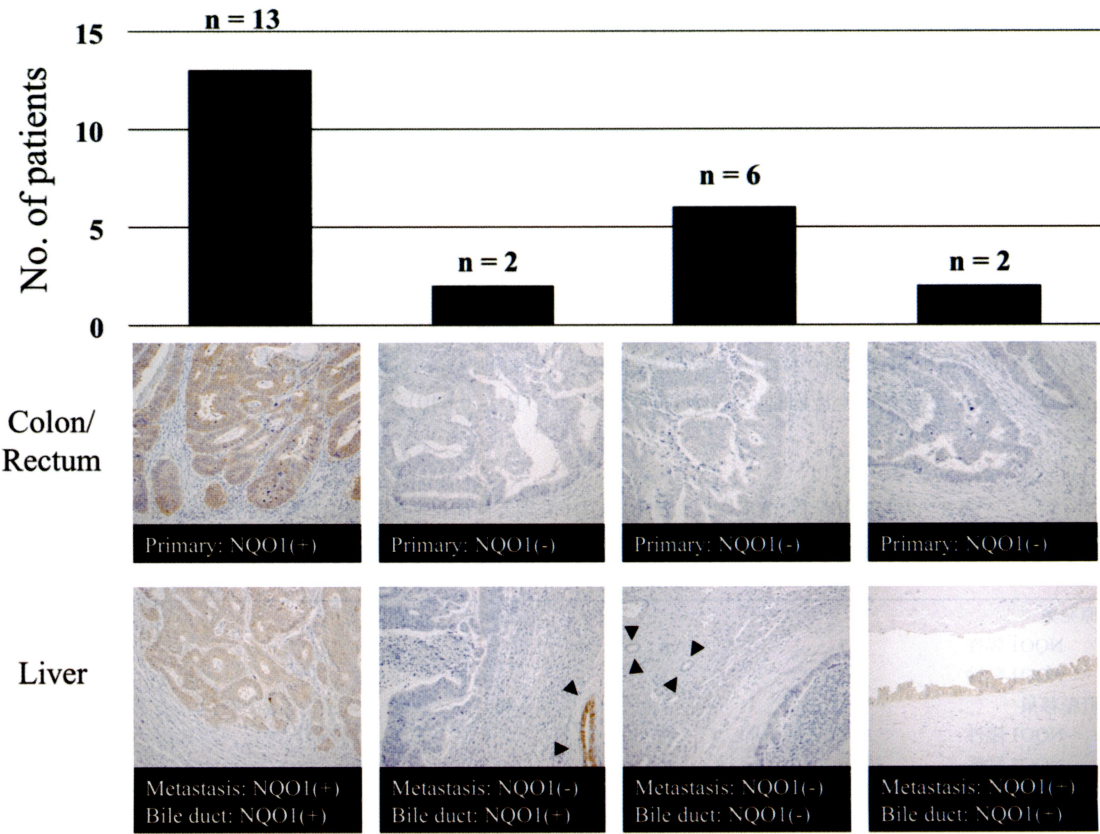 n = 13
15
10
5
0
No. of patients
n = 2
n = 6
n = 2
Colon/
Rectum
Primary: NQO1(+)
Primary: NQO1(-)
Primary: NQO1(-)
Primary: NQO1(-)
Liver
Metastasis: NQO1(+)
Bile duct: NQO1(+)
Metastasis: NQO1(-)
Bile duct: NQO1(+)
Metastasis: NQO1(-)
Bile duct: NQO1(-)
Metastasis: NQO1(+)
Bile duct: NQO1(+)